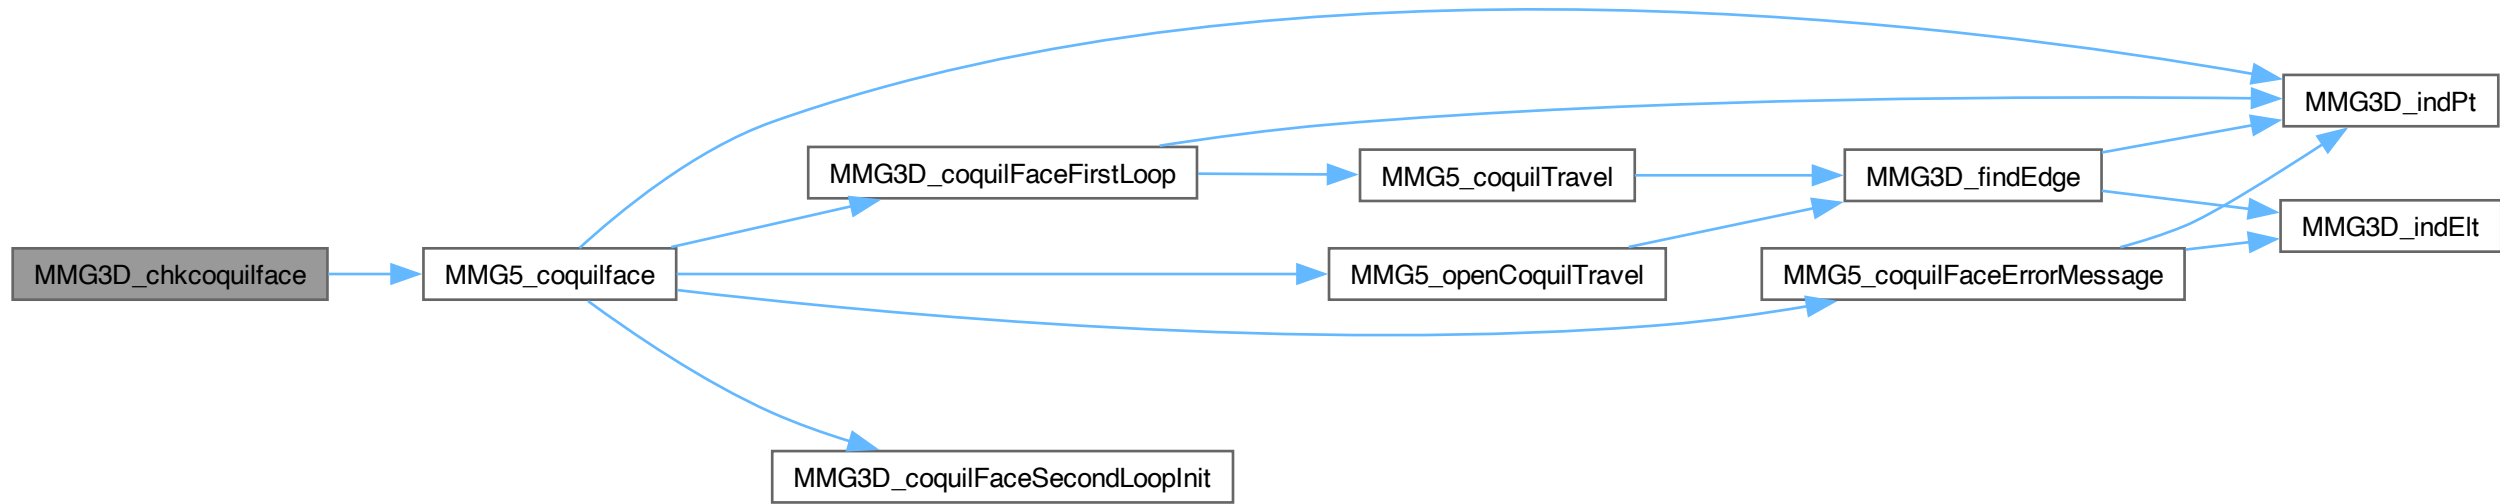 MMG3D_chkcoquilface
MMG5_coquilface
MMG3D_coquilFaceFirstLoop
MMG3D_coquilFaceSecondLoopInit
MMG5_coquilTravel
MMG5_openCoquilTravel
MMG3D_findEdge
MMG5_coquilFaceErrorMessage
MMG3D_indPt
MMG3D_indElt